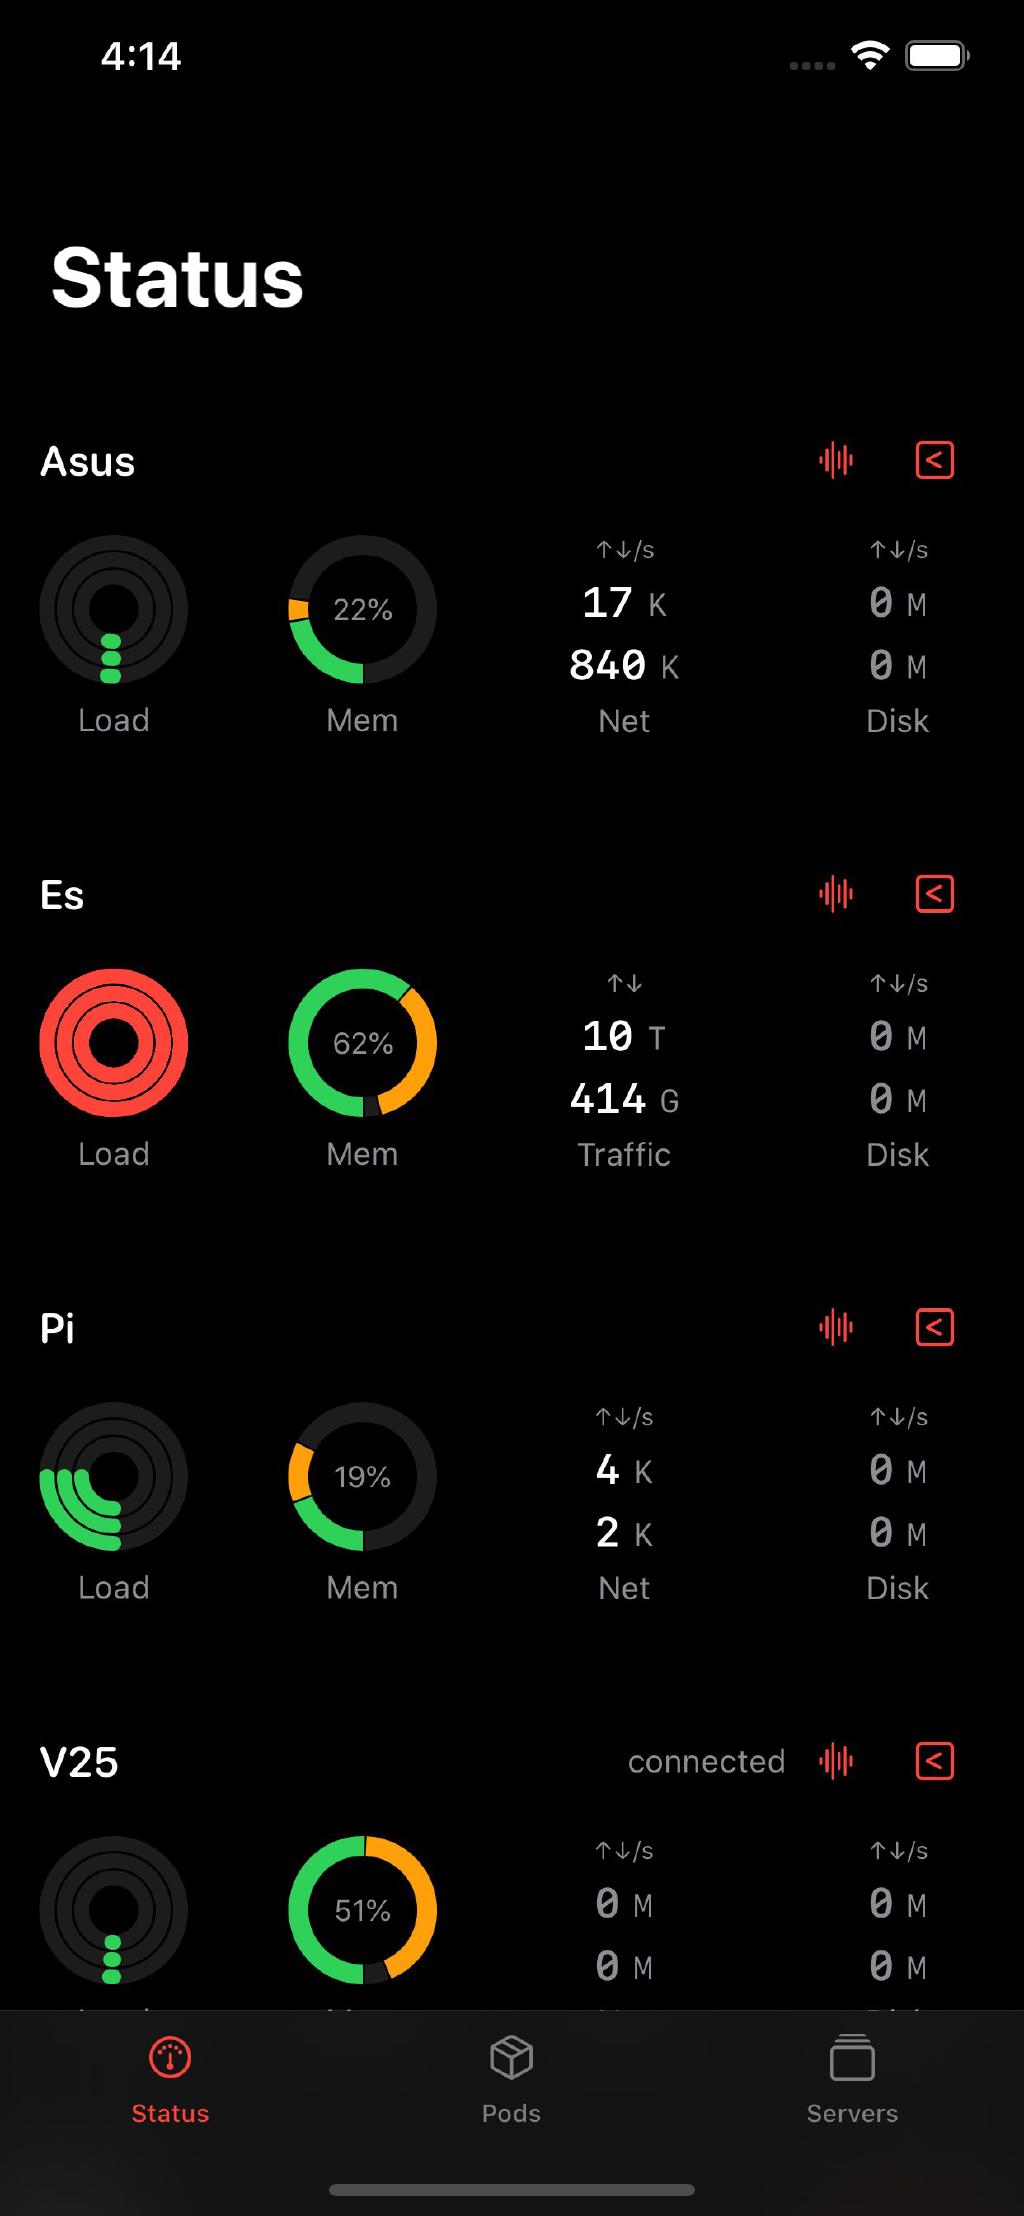 4:14
Status
Asus
22%
↑↓/s
17 K
840 K
↑↓/s
0 M
0 M
Load
Mem
Net
Disk
Es
62%
↑↓
10 T
414 G
↑↓/s
0 M
0 M
Load
Mem
Traffic
Disk
Pi
19%
↑↓/s
4 K
2 K
↑↓/s
0 M
0 M
Load
Mem
Net
Disk
V25
connected
51%
↑↓/s
0 M
0 M
↑↓/s
0 M
0 M
Status
Pods
Servers